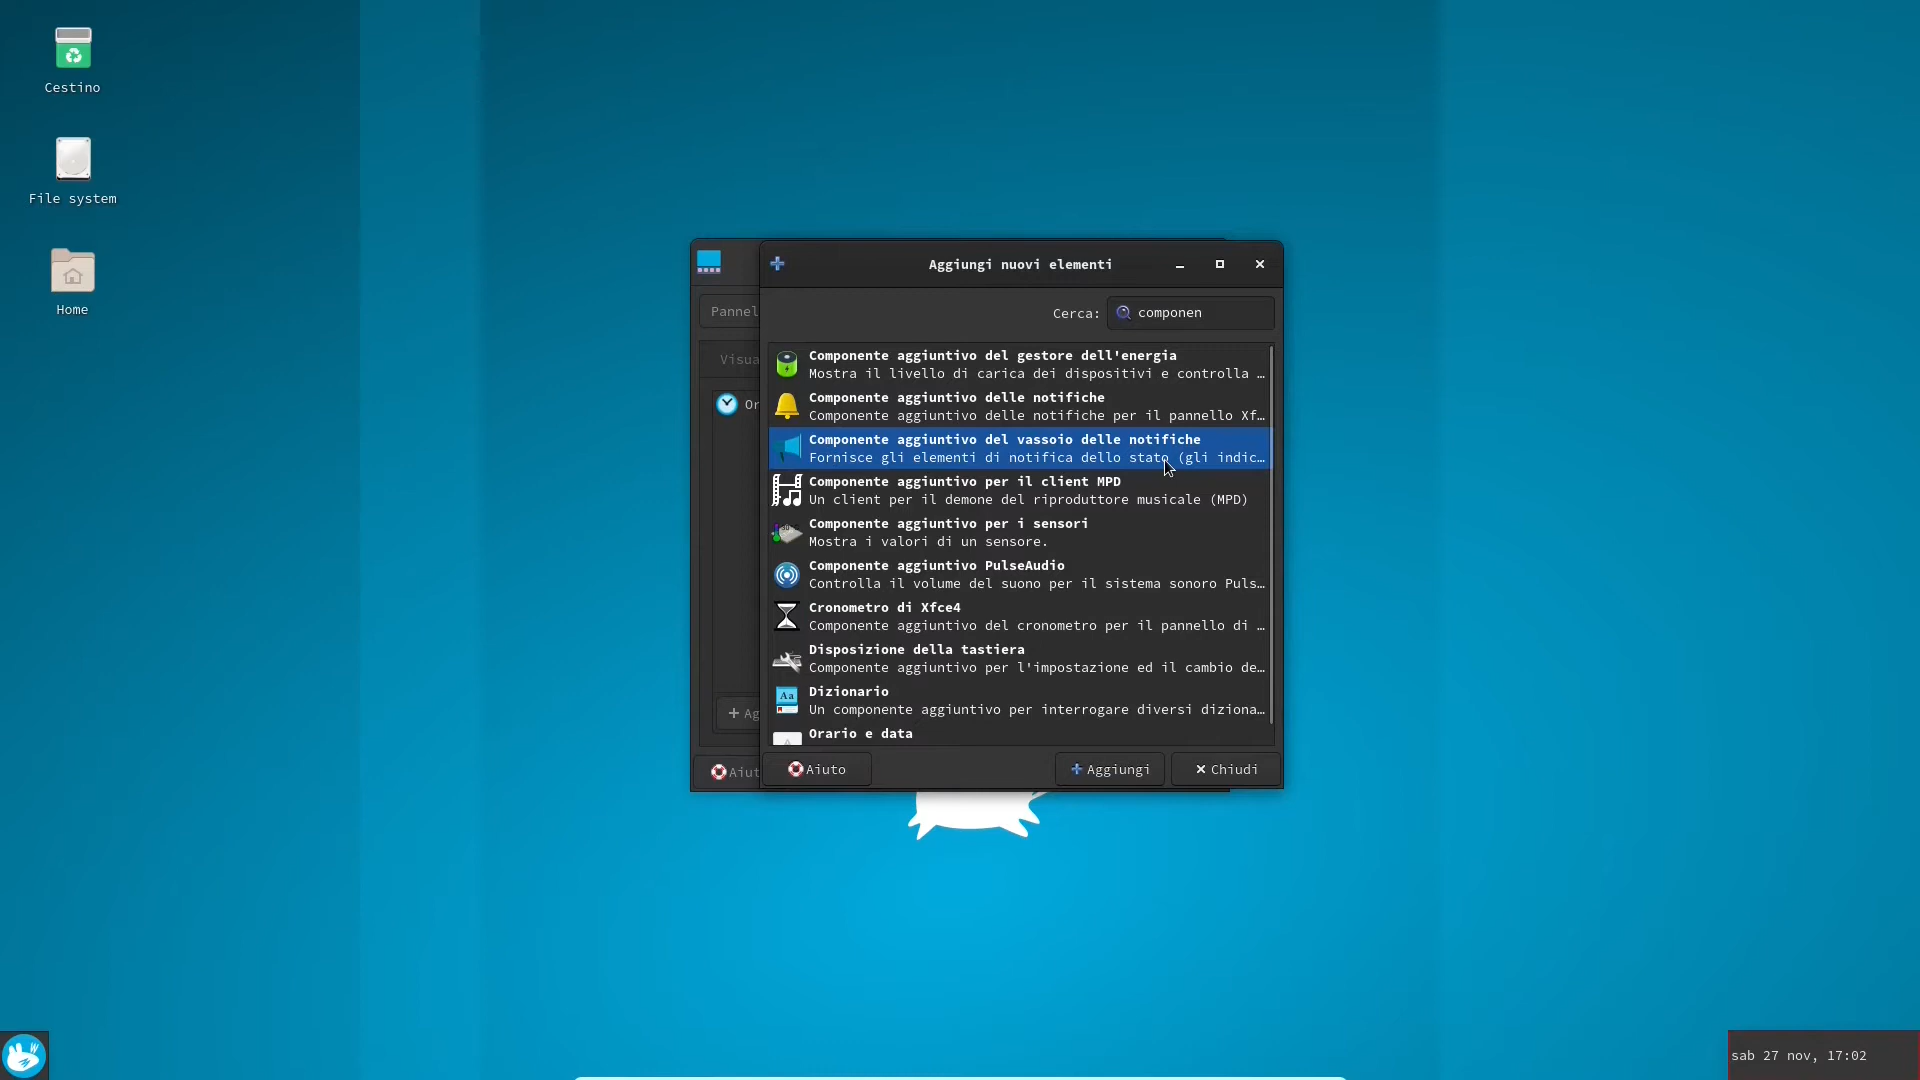 Cestino
File system
Home
Aggiungi nuovi elementi
Pannel
Cerca: componen
Visua
Or
Componente aggiuntivo del gestore dell'energia
Mostra il livello di carica dei dispositivi e controlla …
Componente aggiuntivo delle notifiche
Componente aggiuntivo delle notifiche per il pannello Xf…
Componente aggiuntivo del vassoio delle notifiche
Fornisce gli elementi di notifica dello stato (gli indic…
Componente aggiuntivo per il client MPD
Un client per il demone del riproduttore musicale (MPD)
Componente aggiuntivo per i sensori
Mostra i valori di un sensore.
Componente aggiuntivo PulseAudio
Controlla il volume del suono per il sistema sonoro Puls…
Cronometro di Xfce4
Componente aggiuntivo del cronometro per il pannello di …
Disposizione della tastiera
Componente aggiuntivo per l'impostazione ed il cambio de…
Dizionario
Un componente aggiuntivo per interrogare diversi diziona…
Orario e data
Ag
Aiut
Aiuto
Aggiungi
Chiudi
sab 27 nov, 17:02